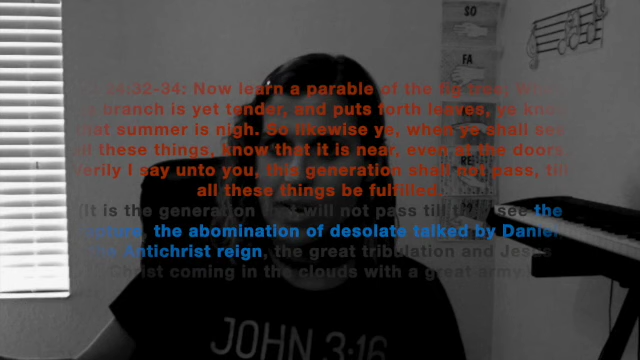 24:32-34: Now learn a parable of the fig tree;
branch is yet tender, and puts forth leaves, ye know
that summer is nigh. So likewise ye, when ye shall see
all these things, know that it is near, even at the doors.
Verily I say unto you, this generation shall not pass, till
all these things be fulfilled.
(It is the generation that will not pass till they see the
the abomination of desolate talked by Daniel
the Antichrist reign, the great tribulation and Jesus
Christ coming in the clouds with a great army
SO
FA
RE
JOHN 3:16